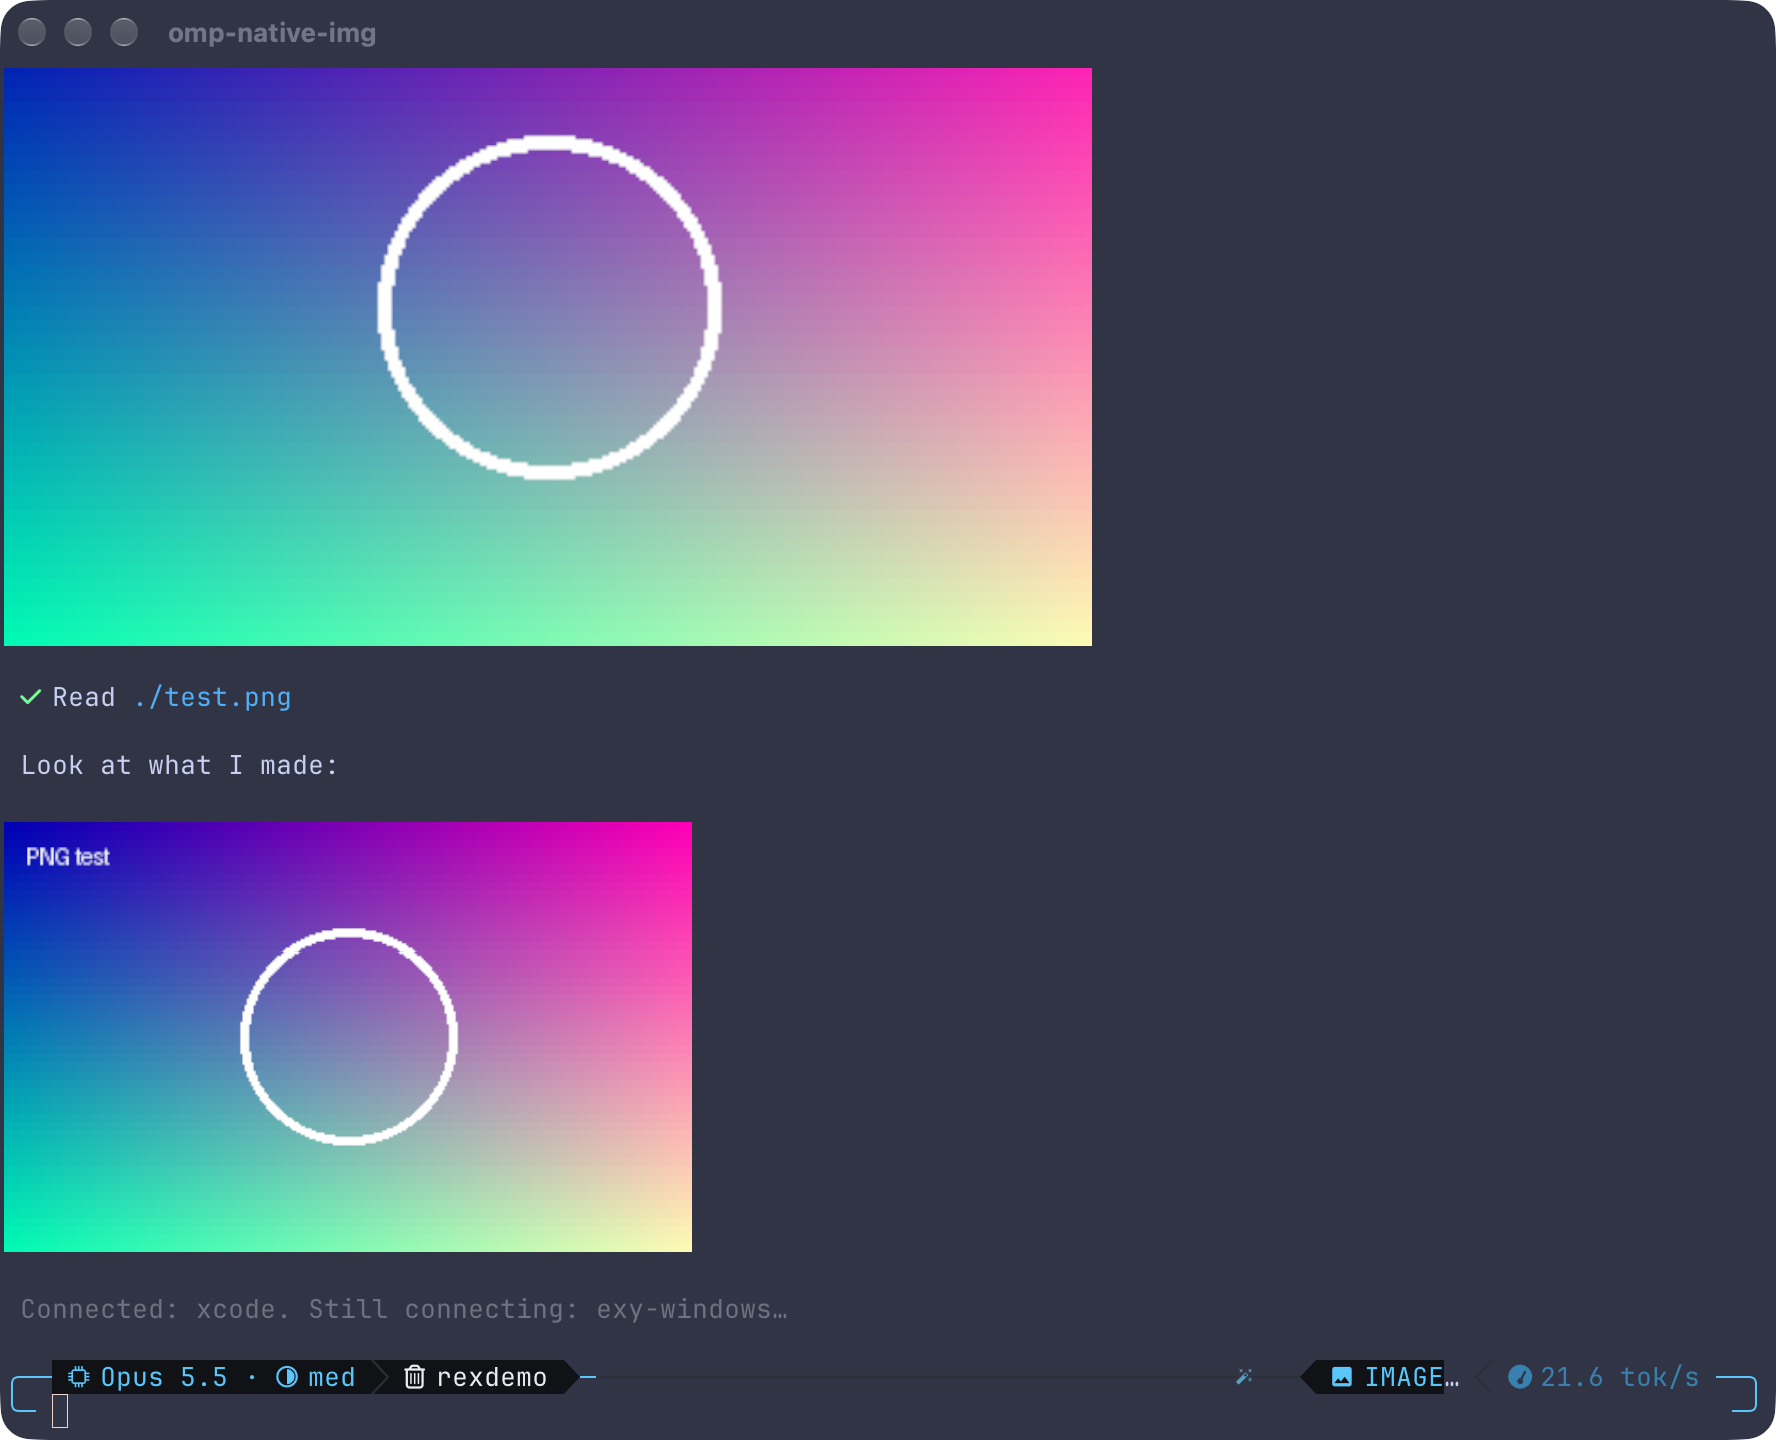 omp-native-img
Read ./test.png
Look at what I made:
PNG test
Connected: xcode. Still connecting: exy-windows…
Opus 5.5 · med rexdemo IMAGE… 21.6 tok/s